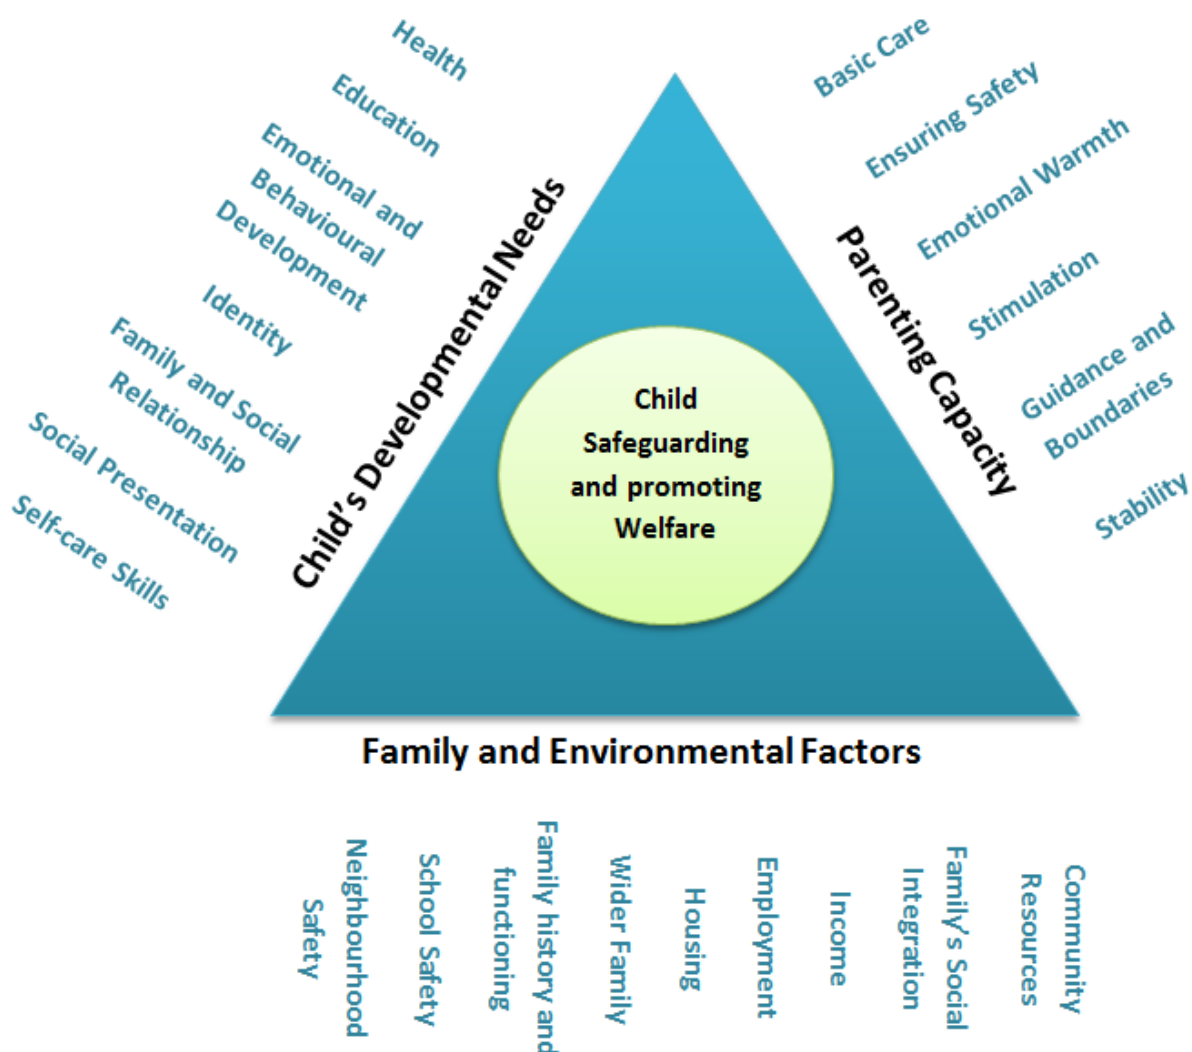 Health
Education
Emotional and
Behavioural
Development
Identity
Family and Social
Relationship
Social Presentation
Self-care Skills
Child's Developmental Needs
Basic Care
Ensuring Safety
Emotional Warmth
Stimulation
Guidance and
Boundaries
Stability
Parenting Capacity
Child
Safeguarding
and promoting
Welfare
Family and Environmental Factors
Neighbourhood
Safety
School Safety
Family history and
functioning
Wider Family
Housing
Employment
Income
Family's Social
Integration
Community
Resources